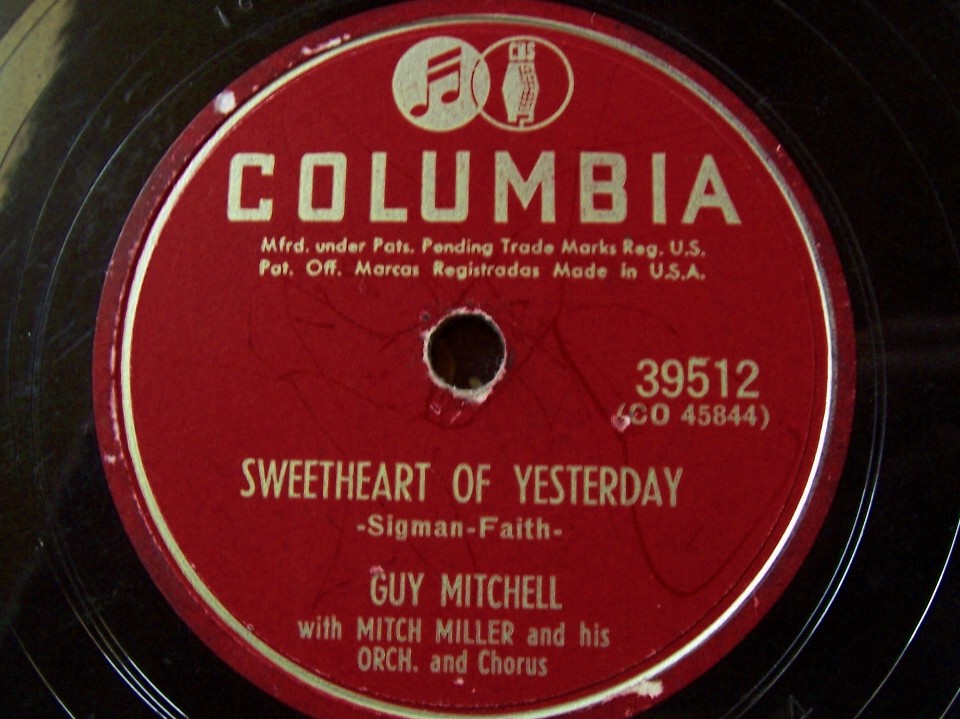 CBS
COLUMBIA
Mfrd. under Pats. Pending Trade Marks Reg. U.S.
Pat. Off. Marcas Registradas Made in U.S.A.
39512
(CO 45844)
SWEETHEART OF YESTERDAY
-Sigman-Faith-
GUY MITCHELL
with MITCH MILLER and his
ORCH. and Chorus